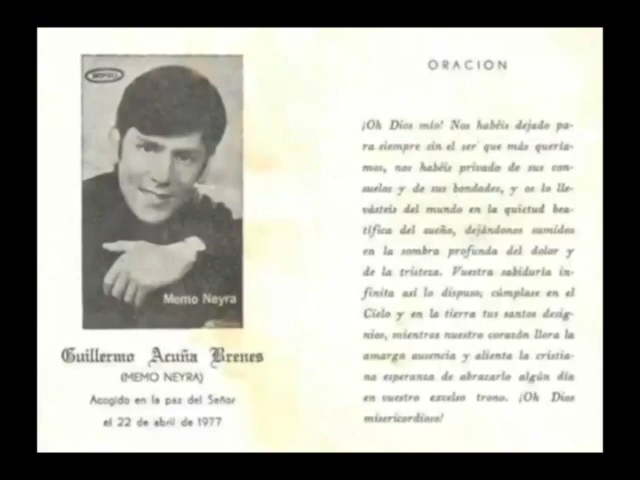 Memo Neyra
Guillermo Acuña Brenes
(MEMO NEYRA)
Acogido en la paz del Señor
el 22 de abril de 1977
ORACION
¡Oh Dios mío! Nos habéis dejado pa-
ra siempre sin el ser que más quería-
mos, nos habéis privado de sus con-
suelos y de sus bondades, y os lo lle-
vásteis del mundo en la quietud bea-
tífica del sueño, dejándonos sumidos
en la sombra profunda del dolor y
de la tristeza. Vuestra sabiduría in-
finita así lo dispuso; cúmplase en el
Cielo y en la tierra tus santos desig-
nios, mientras nuestro corazón llora la
amarga ausencia y alienta la cristia-
na esperanza de abrazarlo algún día
en vuestro excelso trono. ¡Oh Dios
misericordioso!